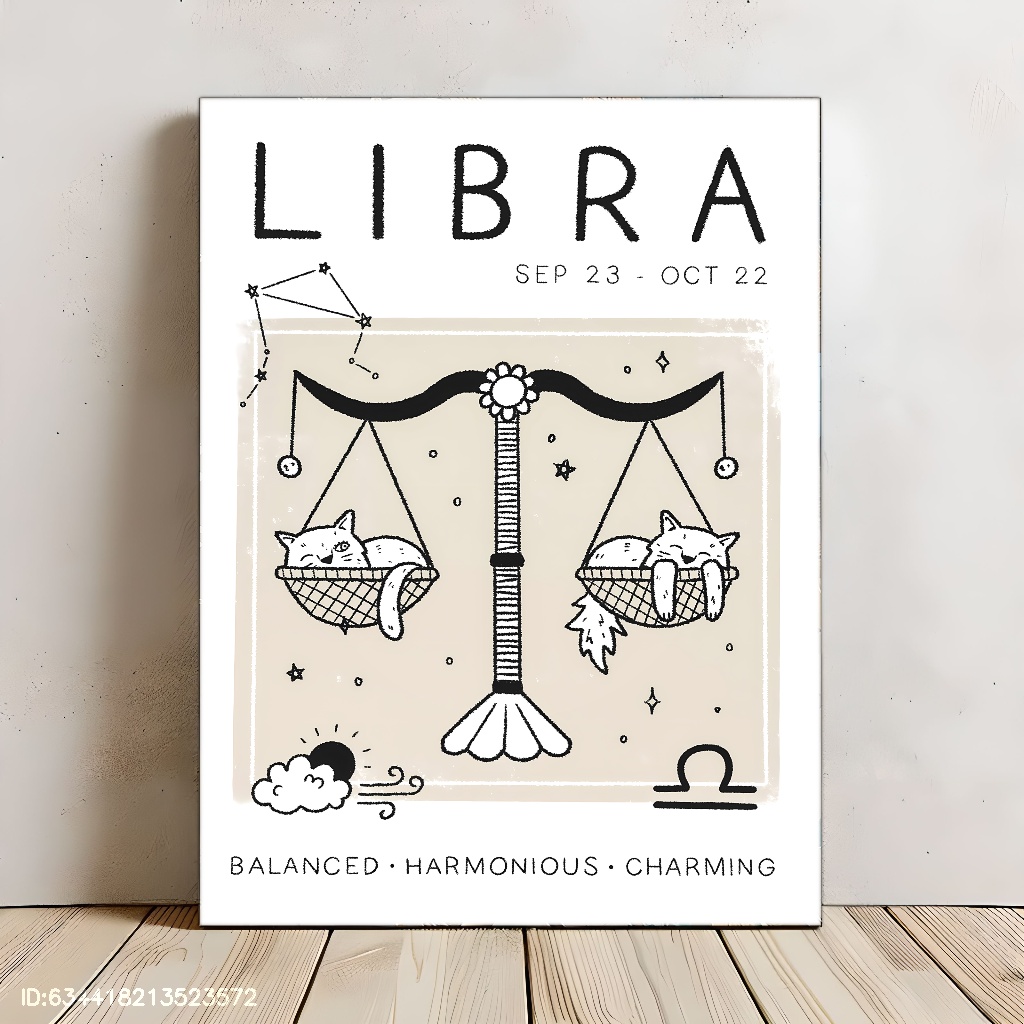 LIBRA
SEP 23 - OCT 22
BALANCED · HARMONIOUS · CHARMING
ID:634418213523572